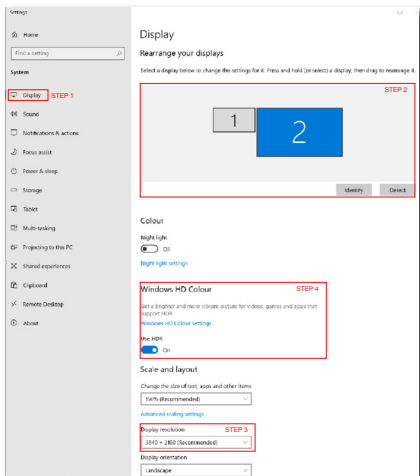 Settings
Home
Find a setting
System
Display STEP 1
Sound
Notifications & actions
Focus assist
Power & sleep
Storage
Tablet
Multi-tasking
Projecting to this PC
Shared experiences
Clipboard
Remote Desktop
About
Display
Rearrange your displays
Select a display below to change the settings for it. Press and hold (or select) a display, then drag to rearrange it.
STEP 2
1
2
Identify Detect
Colour
Night light
Off
Night light settings
Windows HD Colour STEP 4
Get a brighter and more vibrant picture for videos, games and apps that
support HDR.
Windows HD Colour settings
Use HDR
On
Scale and layout
Change the size of text, apps and other items
(Recommended)
Advanced scaling settings
Display resolution STEP 3
3840 × 2160 (Recommended)
Display orientation
Landscape